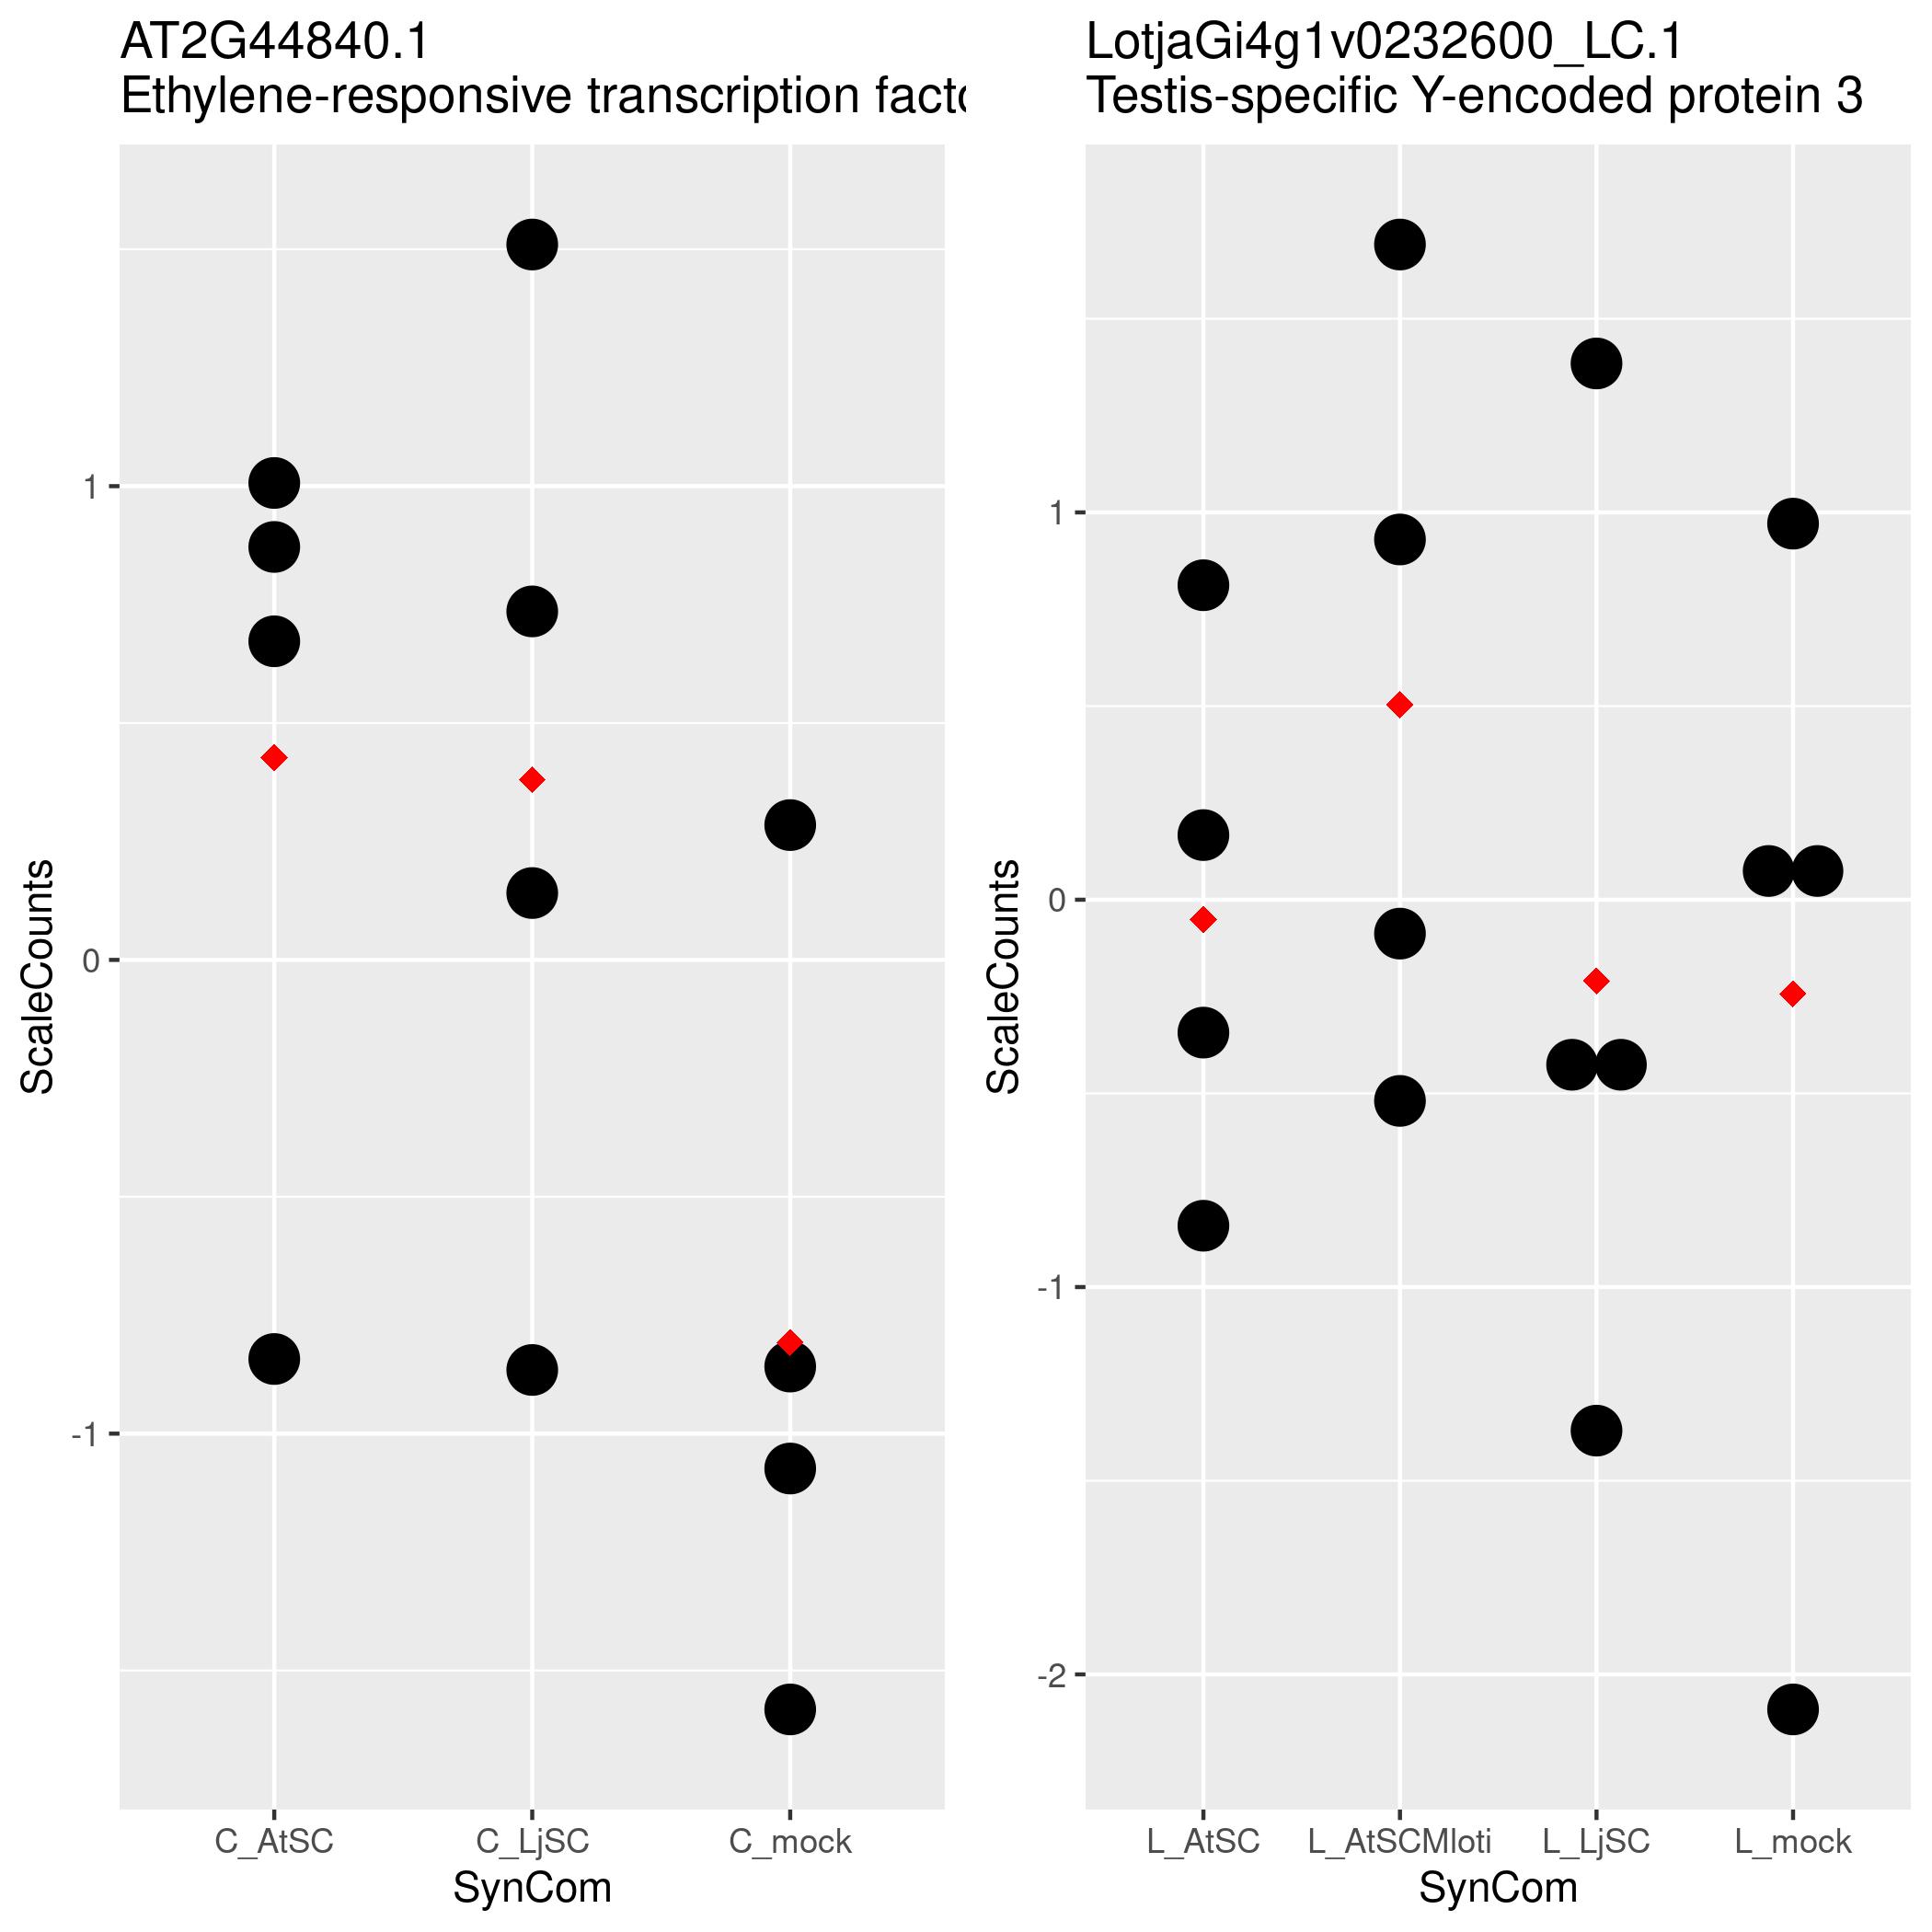 AT2G44840.1
Ethylene-responsive transcription
ScaleCounts
1
0
-1
C_AtSC
C_LjSC
C_mock
SynCom
LotjaGi4g1v0232600_LC.1
Testis-specific Y-encoded protein 3
ScaleCounts
1
0
-1
-2
L_AtSC
L_AtSCMloti
L_LjSC
L_mock
SynCom